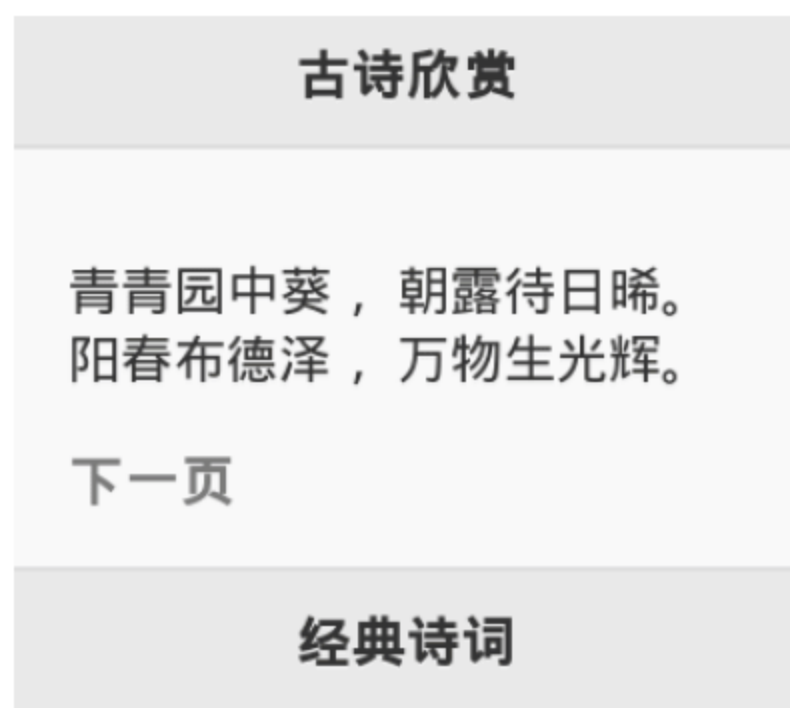 古诗欣赏
青青园中葵，朝露待日晞。
阳春布德泽，万物生光辉。
下一页
经典诗词